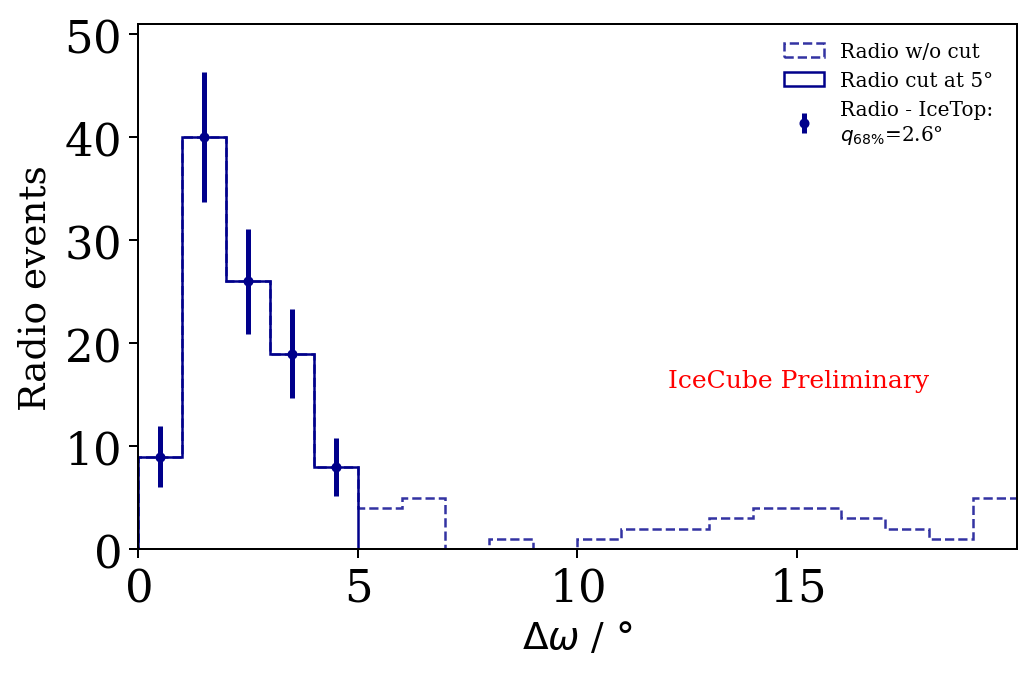 50
40
30
20
10
0
Radio events
Radio w/o cut
Radio cut at 5°
Radio - IceTop:
q68%=2.6°
IceCube Preliminary
0 5 10 15
Δω / °